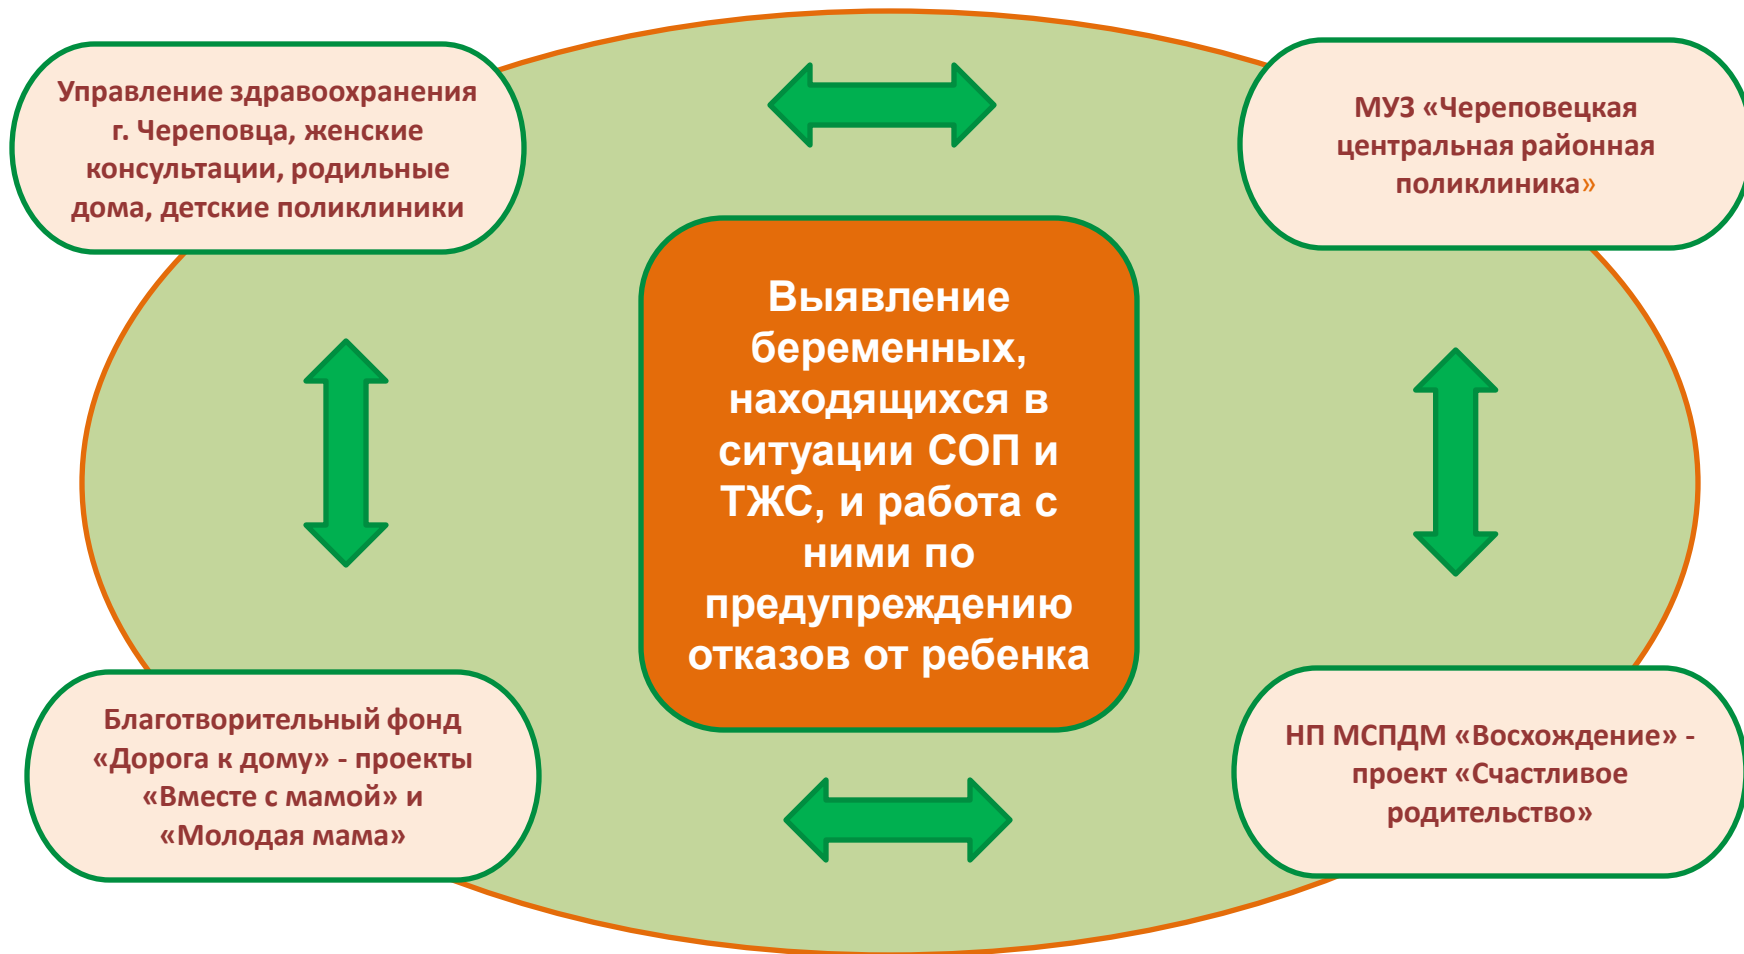 Управление здравоохранения
г. Череповца, женские
консультации, родильные
дома, детские поликлиники
МУЗ «Череповецкая
центральная районная
поликлиника»
Выявление
беременных,
находящихся в
ситуации СОП и
ТЖС, и работа с
ними по
предупреждению
отказов от ребенка
Благотворительный фонд
«Дорога к дому» - проекты
«Вместе с мамой» и
«Молодая мама»
НП МСПДМ «Восхождение» -
проект «Счастливое
родительство»